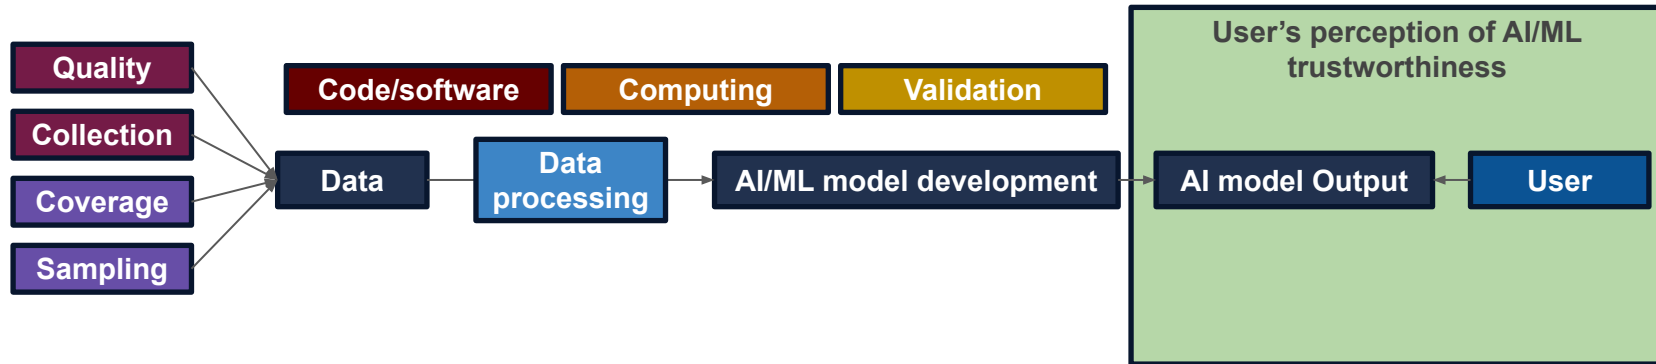 Quality
Collection
Coverage
Sampling
Code/software
Computing
Validation
Data
Data
processing
AI/ML model development
User’s perception of AI/ML
trustworthiness
AI model Output
User